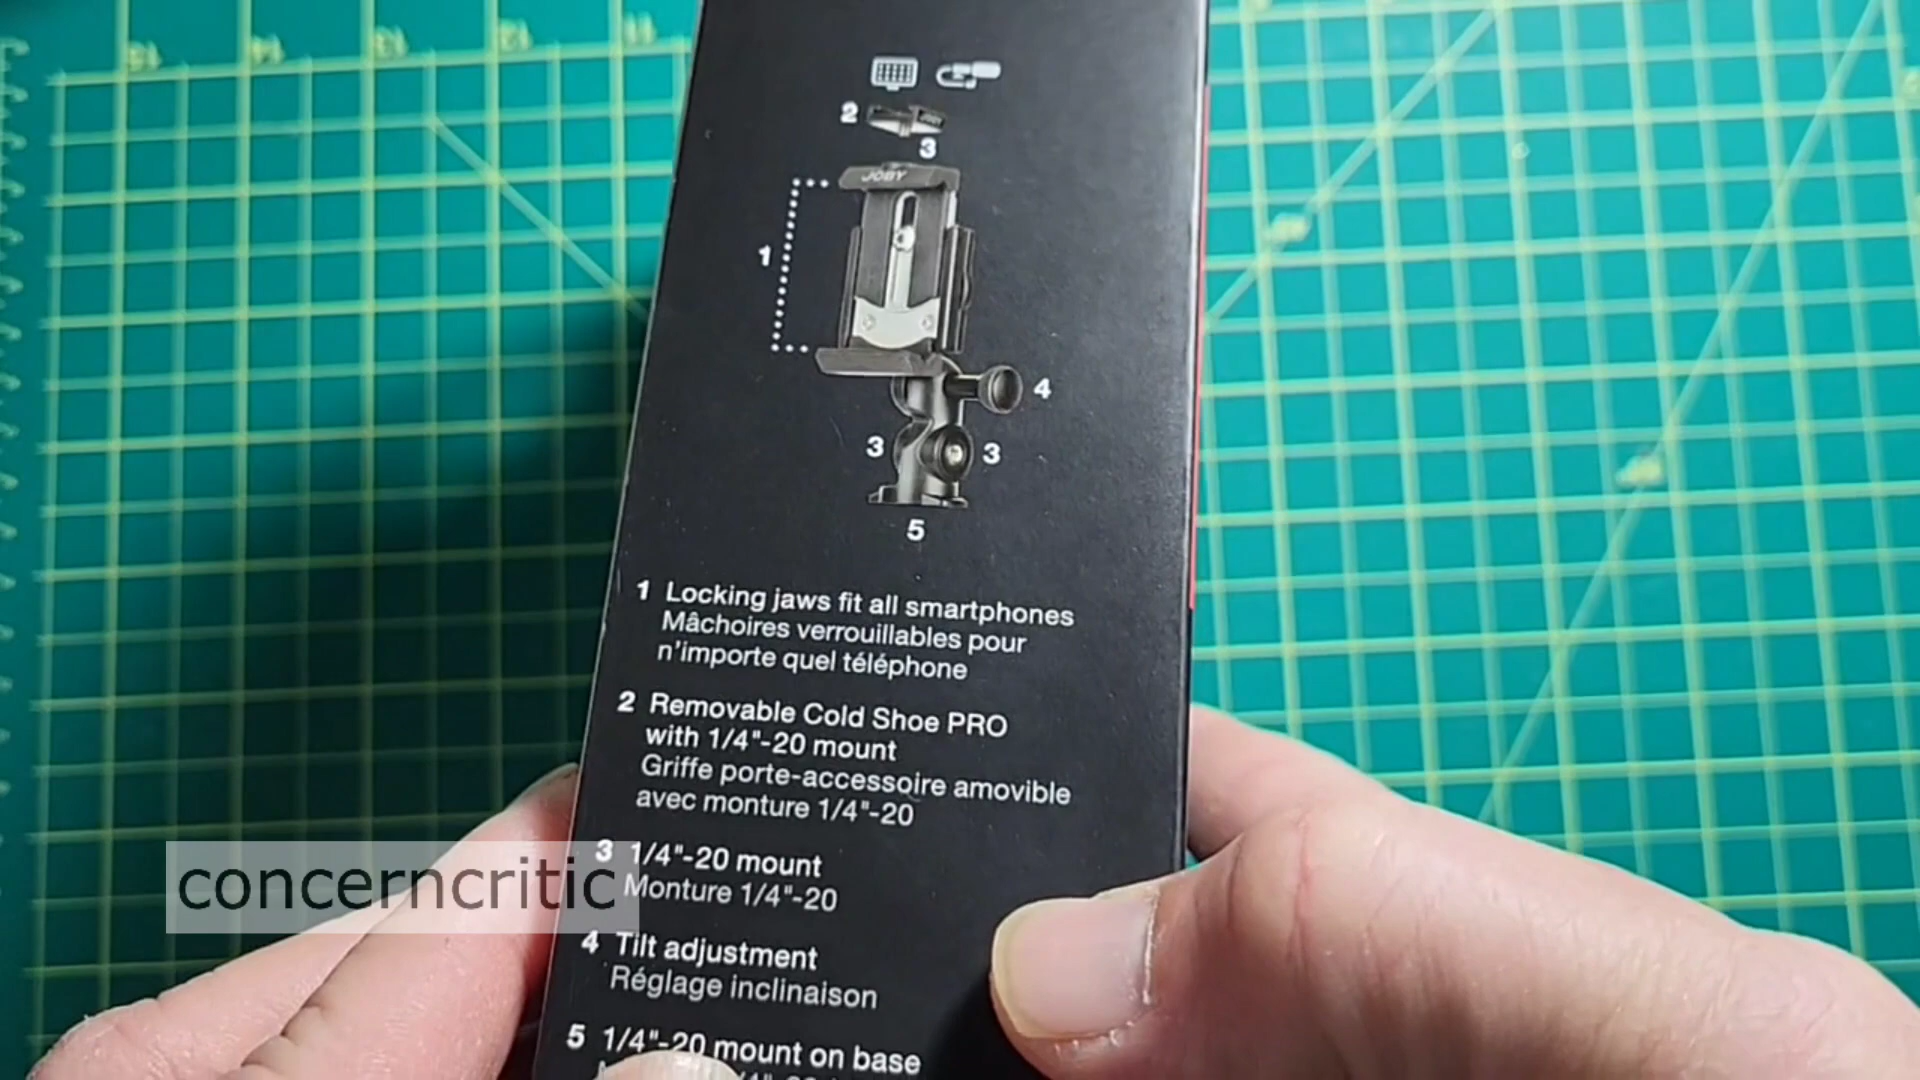 2
3
JOBY
1
4
3
3
5
1 Locking jaws fit all smartphones
Mâchoires verrouillables pour
n'importe quel téléphone
2 Removable Cold Shoe PRO
with 1/4"-20 mount
Griffe porte-accessoire amovible
avec monture 1/4"-20
3 1/4"-20 mount
Monture 1/4"-20
concerncritic
4 Tilt adjustment
Réglage inclinaison
5 1/4"-20 mount on base